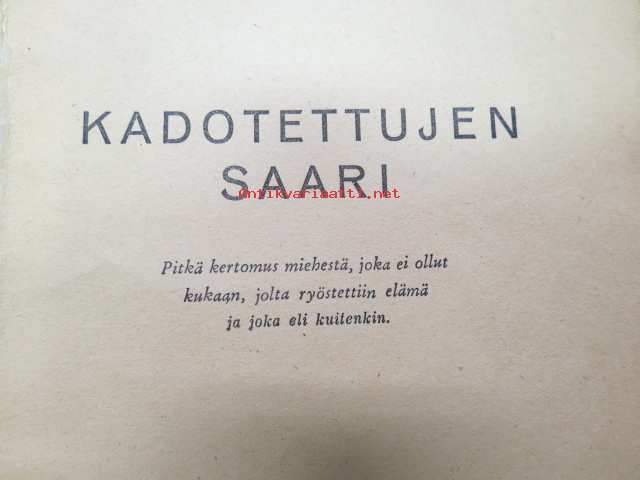 KADOTETTUJEN
SAARI
Antikvariaatti.net
Pitkä kertomus miehestä, joka ei ollut
kukaan, jolta ryöstettiin elämä
ja joka eli kuitenkin.